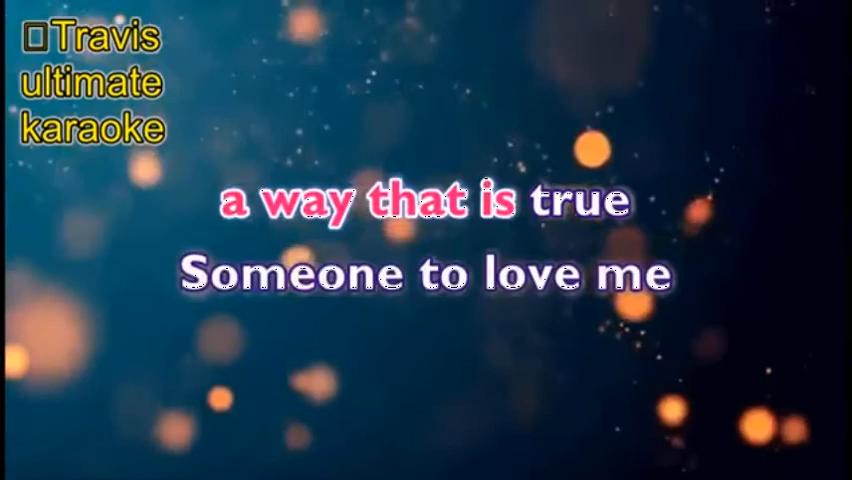 Travis
ultimate
karaoke
a way that is true
Someone to love me